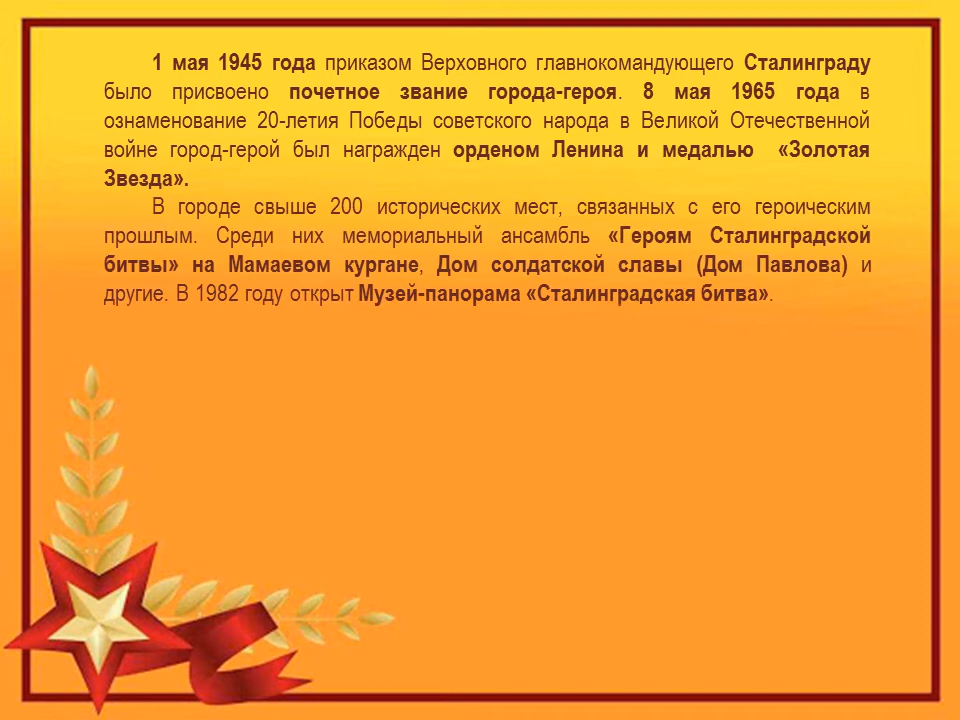 1 мая 1945 года приказом Верховного главнокомандующего Сталинграду
было присвоено почетное звание города-героя. 8 мая 1965 года в
ознаменование 20-летия Победы советского народа в Великой Отечественной
войне город-герой был награжден орденом Ленина и медалью «Золотая
Звезда».
В городе свыше 200 исторических мест, связанных с его героическим
прошлым. Среди них мемориальный ансамбль «Героям Сталинградской
битвы» на Мамаевом кургане, Дом солдатской славы (Дом Павлова) и
другие. В 1982 году открыт Музей-панорама «Сталинградская битва».